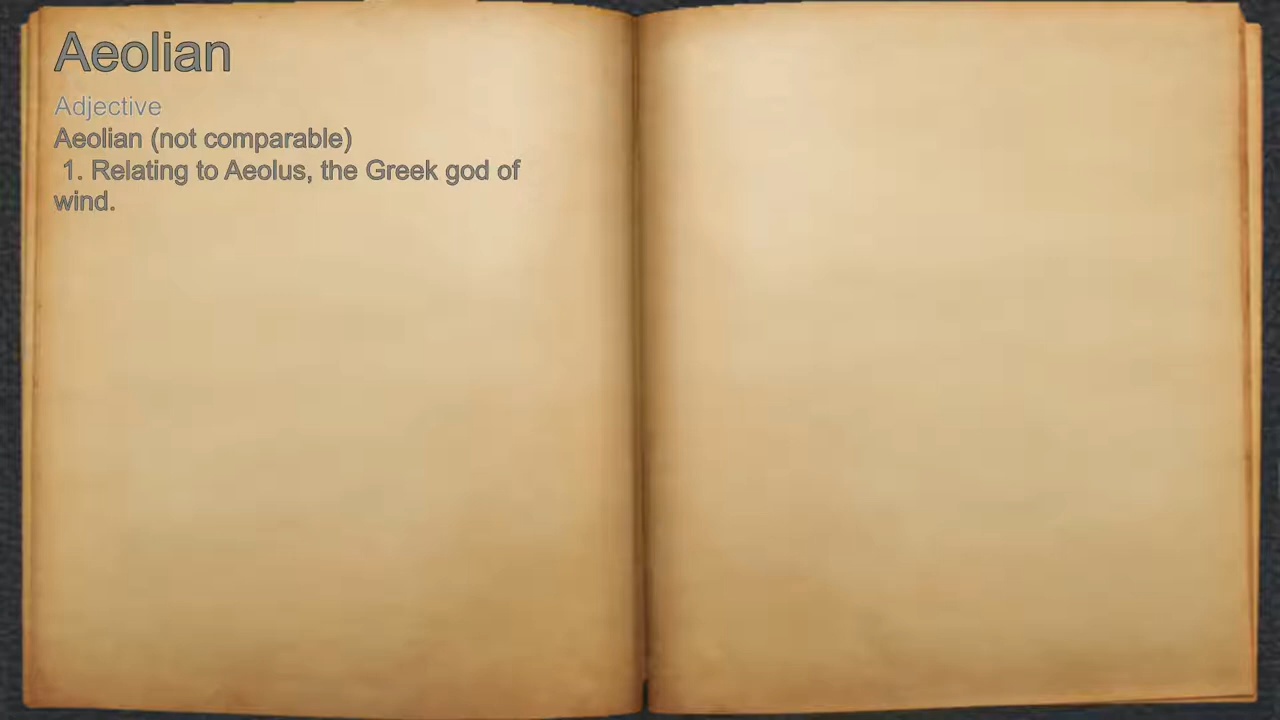 Aeolian
Adjective
Aeolian (not comparable)
1. Relating to Aeolus, the Greek god of
wind.